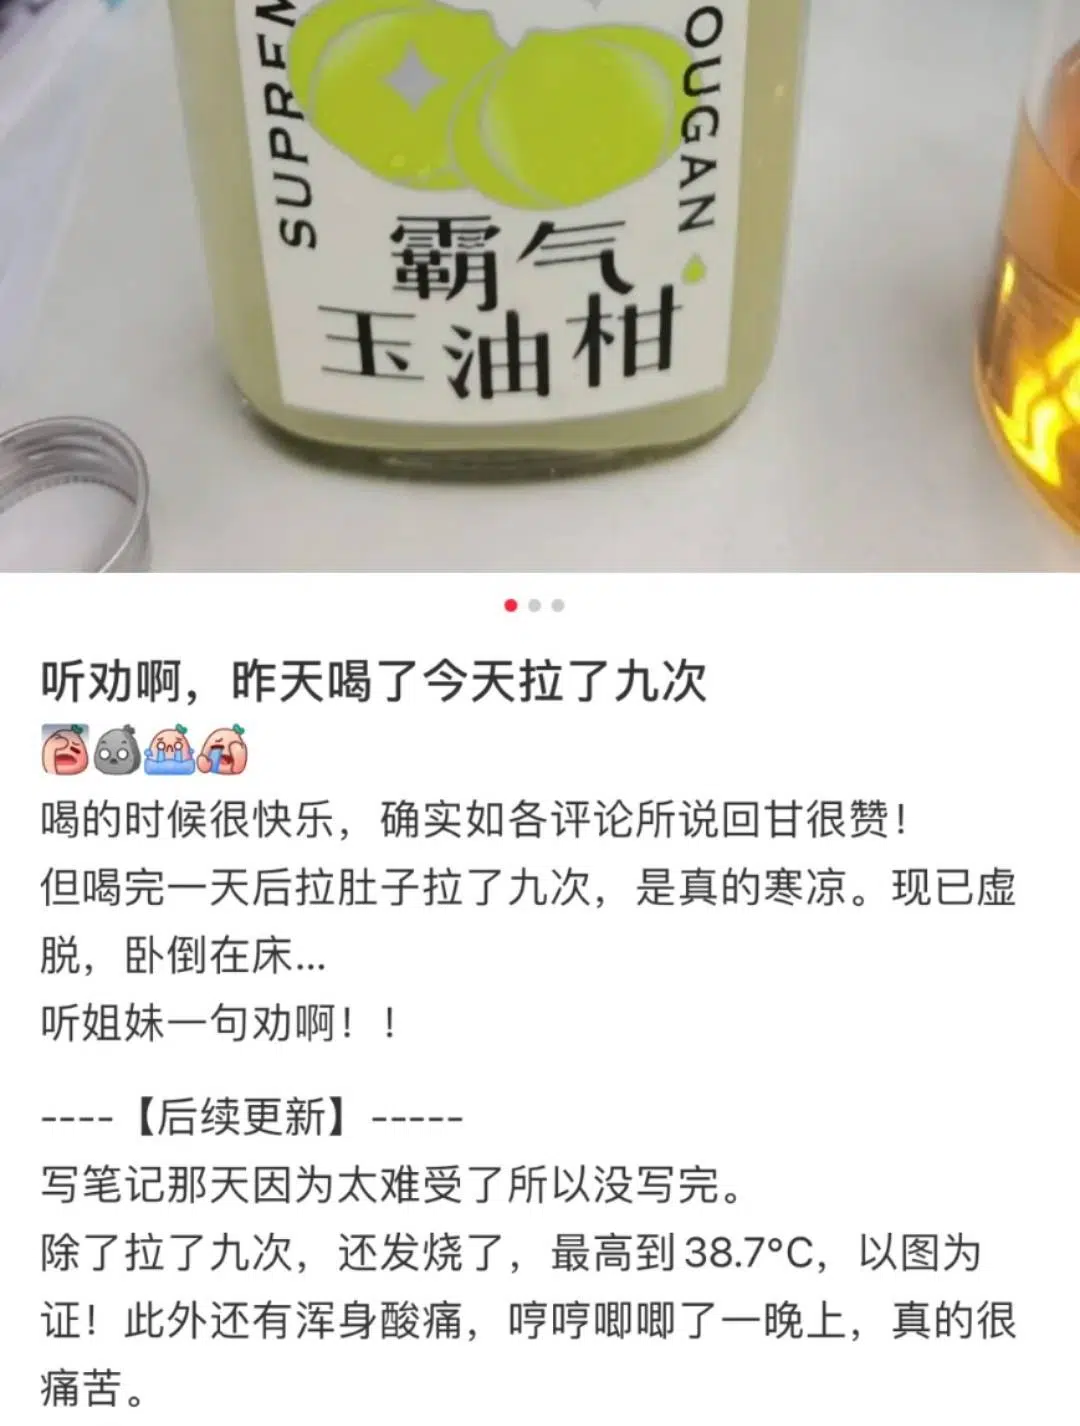 SUPREM
OUGAN
霸气
玉油柑
听劝啊，昨天喝了今天拉了九次
喝的时候很快乐，确实如各评论所说回甘很赞！
但喝完一天后拉肚子拉了九次，是真的寒凉。现已虚
脱，卧倒在床...
听姐妹一句劝啊！！
----【后续更新】-----
写笔记那天因为太难受了所以没写完。
除了拉了九次，还发烧了，最高到38.7°C，以图为
证！此外还有浑身酸痛，哼哼唧唧了一晚上，真的很
痛苦。